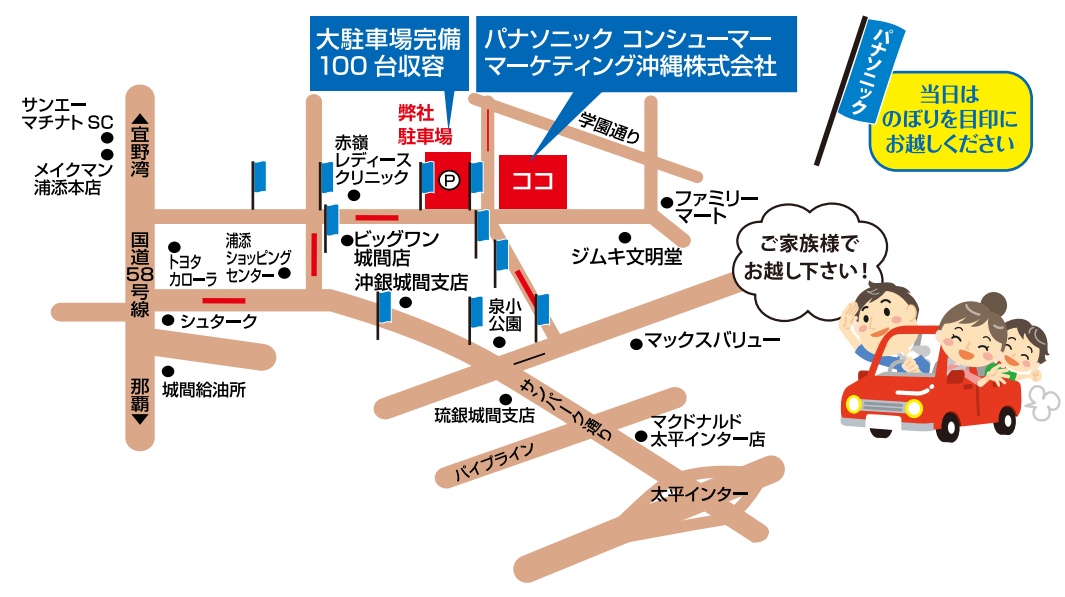 大駐車場完備
100台収容
パナソニック コンシューマー
マーケティング沖縄株式会社
パナソニック
当日は
のぼりを目印に
お越しください
サンエー
マチナトSC
メイクマン
浦添本店
▲宜野湾
国道58号線
那覇▼
弊社
駐車場
P
ココ
学園通り
赤嶺
レディース
クリニック
ファミリー
マート
ジムキ文明堂
ご家族様で
お越し下さい！
トヨタ
カローラ
浦添
ショッピング
センター
ビッグワン
城間店
沖銀城間支店
シュターク
泉小
公園
マックスバリュー
城間給油所
琉銀城間支店
サンパーク通り
マクドナルド
太平インター店
パイプライン
太平インター